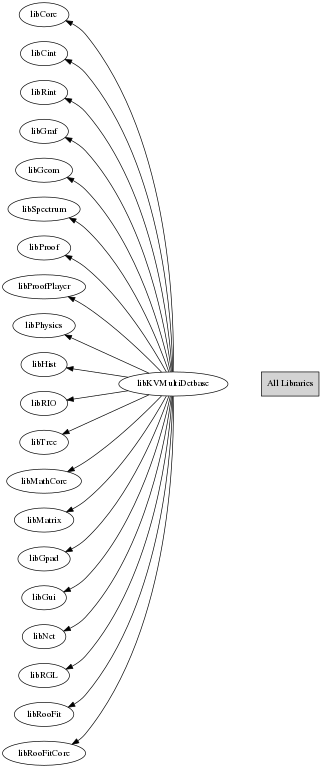 libCore
libCint
libRint
libGraf
libGeom
libSpectrum
libProof
libProofPlayer
libPhysics
libHist
libKVMultiDetbase
All Libraries
libRIO
libTree
libMathCore
libMatrix
libGpad
libGui
libNet
libRGL
libRooFit
libRooFitCore